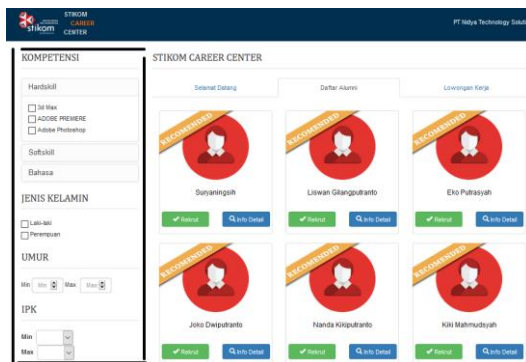 stikom
STIKOM
CAREER
CENTER
PT Nidya Technology Solut
KOMPETENSI
Hardskill
3d Max
ADOBE PREMIERE
Adobe Photoshop
Softskill
Bahasa
JENIS KELAMIN
Laki-laki
Perempuan
UMUR
Min Min Max Max
IPK
Min
Max
STIKOM CAREER CENTER
Selamat Datang Daftar Alumni Lowongan Kerja
RECOMENDED RECOMENDED RECOMENDED
Suryaningsih Liswan Gilangputranto Eko Putrasyah
Rekrut Info Detail Rekrut Info Detail Rekrut Info Detail
RECOMENDED RECOMENDED RECOMENDED
Joko Dwiputranto Nanda Kikiputranto Kiki Mahmudsyah
Rekrut Info Detail Rekrut Info Detail Rekrut Info Detail